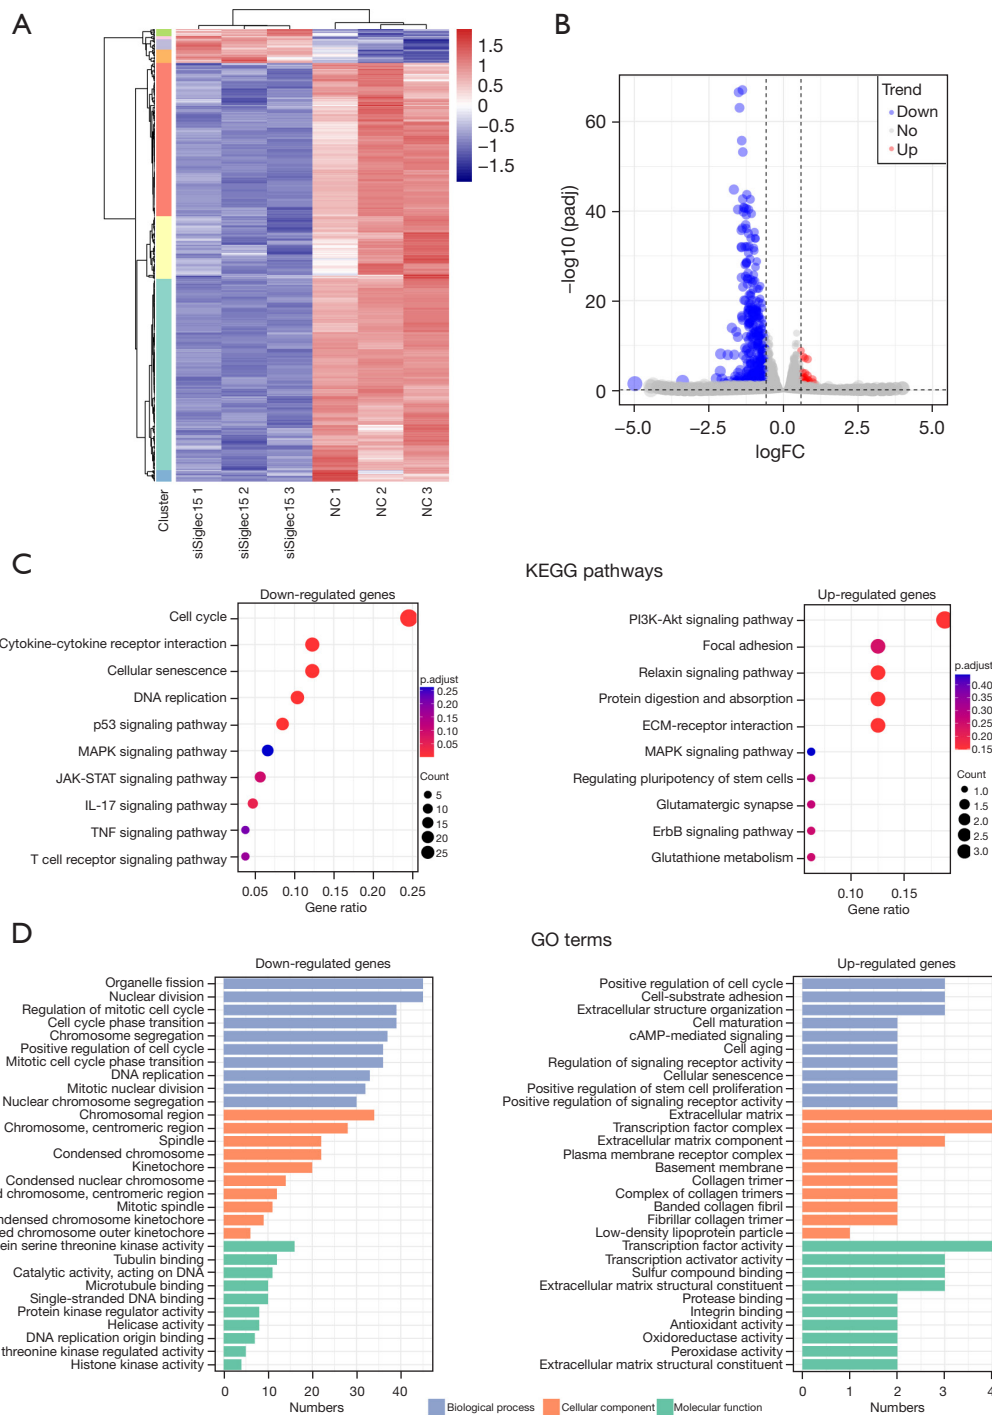 A
1.5
1
0.5
0
−0.5
−1
−1.5
Cluster
siSiglec15 1
siSiglec15 2
siSiglec15 3
NC 1
NC 2
NC 3
B
Trend
Down
No
Up
−log10 (padj)
60
40
20
0
−5.0 −2.5 0.0 2.5 5.0
logFC
C
KEGG pathways
Down-regulated genes
Cell cycle
Cytokine-cytokine receptor interaction
Cellular senescence
DNA replication
p53 signaling pathway
MAPK signaling pathway
JAK-STAT signaling pathway
IL-17 signaling pathway
TNF signaling pathway
T cell receptor signaling pathway
0.05 0.10 0.15 0.20 0.25
Gene ratio
p.adjust
0.25
0.20
0.15
0.10
0.05
Count
5
10
15
20
25
Up-regulated genes
PI3K-Akt signaling pathway
Focal adhesion
Relaxin signaling pathway
Protein digestion and absorption
ECM-receptor interaction
MAPK signaling pathway
Regulating pluripotency of stem cells
Glutamatergic synapse
ErbB signaling pathway
Glutathione metabolism
0.10 0.15
Gene ratio
p.adjust
0.40
0.35
0.30
0.25
0.20
0.15
Count
1.0
1.5
2.0
2.5
3.0
D
GO terms
Down-regulated genes
Organelle fission
Nuclear division
Regulation of mitotic cell cycle
Cell cycle phase transition
Chromosome segregation
Positive regulation of cell cycle
Mitotic cell cycle phase transition
DNA replication
Mitotic nuclear division
Nuclear chromosome segregation
Chromosomal region
Chromosome, centromeric region
Spindle
Condensed chromosome
Kinetochore
Condensed nuclear chromosome
chromosome, centromeric region
Mitotic spindle
chromosome kinetochore
chromosome outer kinetochore
serine threonine kinase activity
Tubulin binding
Catalytic activity, acting on DNA
Microtubule binding
Single-stranded DNA binding
Protein kinase regulator activity
Helicase activity
DNA replication origin binding
threonine kinase regulated activity
Histone kinase activity
0 10 20 30 40
Numbers
Up-regulated genes
Positive regulation of cell cycle
Cell-substrate adhesion
Extracellular structure organization
Cell maturation
cAMP-mediated signaling
Cell aging
Regulation of signaling receptor activity
Cellular senescence
Positive regulation of stem cell proliferation
Positive regulation of signaling receptor activity
Extracellular matrix
Transcription factor complex
Extracellular matrix component
Plasma membrane receptor complex
Basement membrane
Collagen trimer
Complex of collagen trimers
Banded collagen fibril
Fibrillar collagen trimer
Low-density lipoprotein particle
Transcription factor activity
Transcription activator activity
Sulfur compound binding
Extracellular matrix structural constituent
Protease binding
Integrin binding
Antioxidant activity
Oxidoreductase activity
Peroxidase activity
Extracellular matrix structural constituent
0 1 2 3 4
Numbers
Biological process Cellular component Molecular function